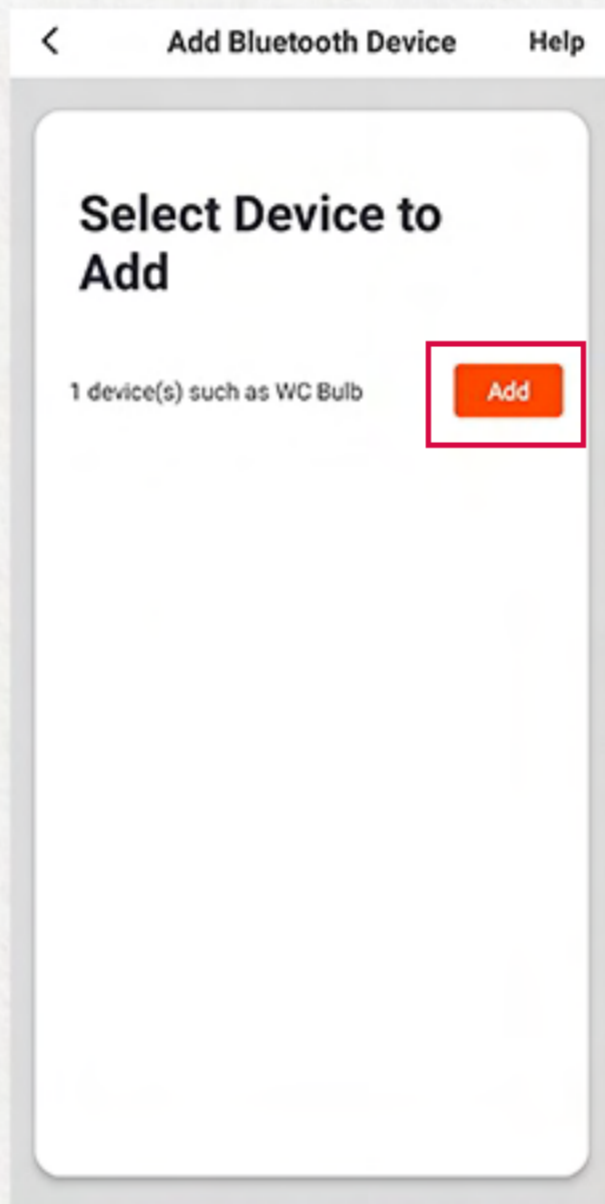 Add Bluetooth Device Help
Select Device to
Add
1 device(s) such as WC Bulb Add